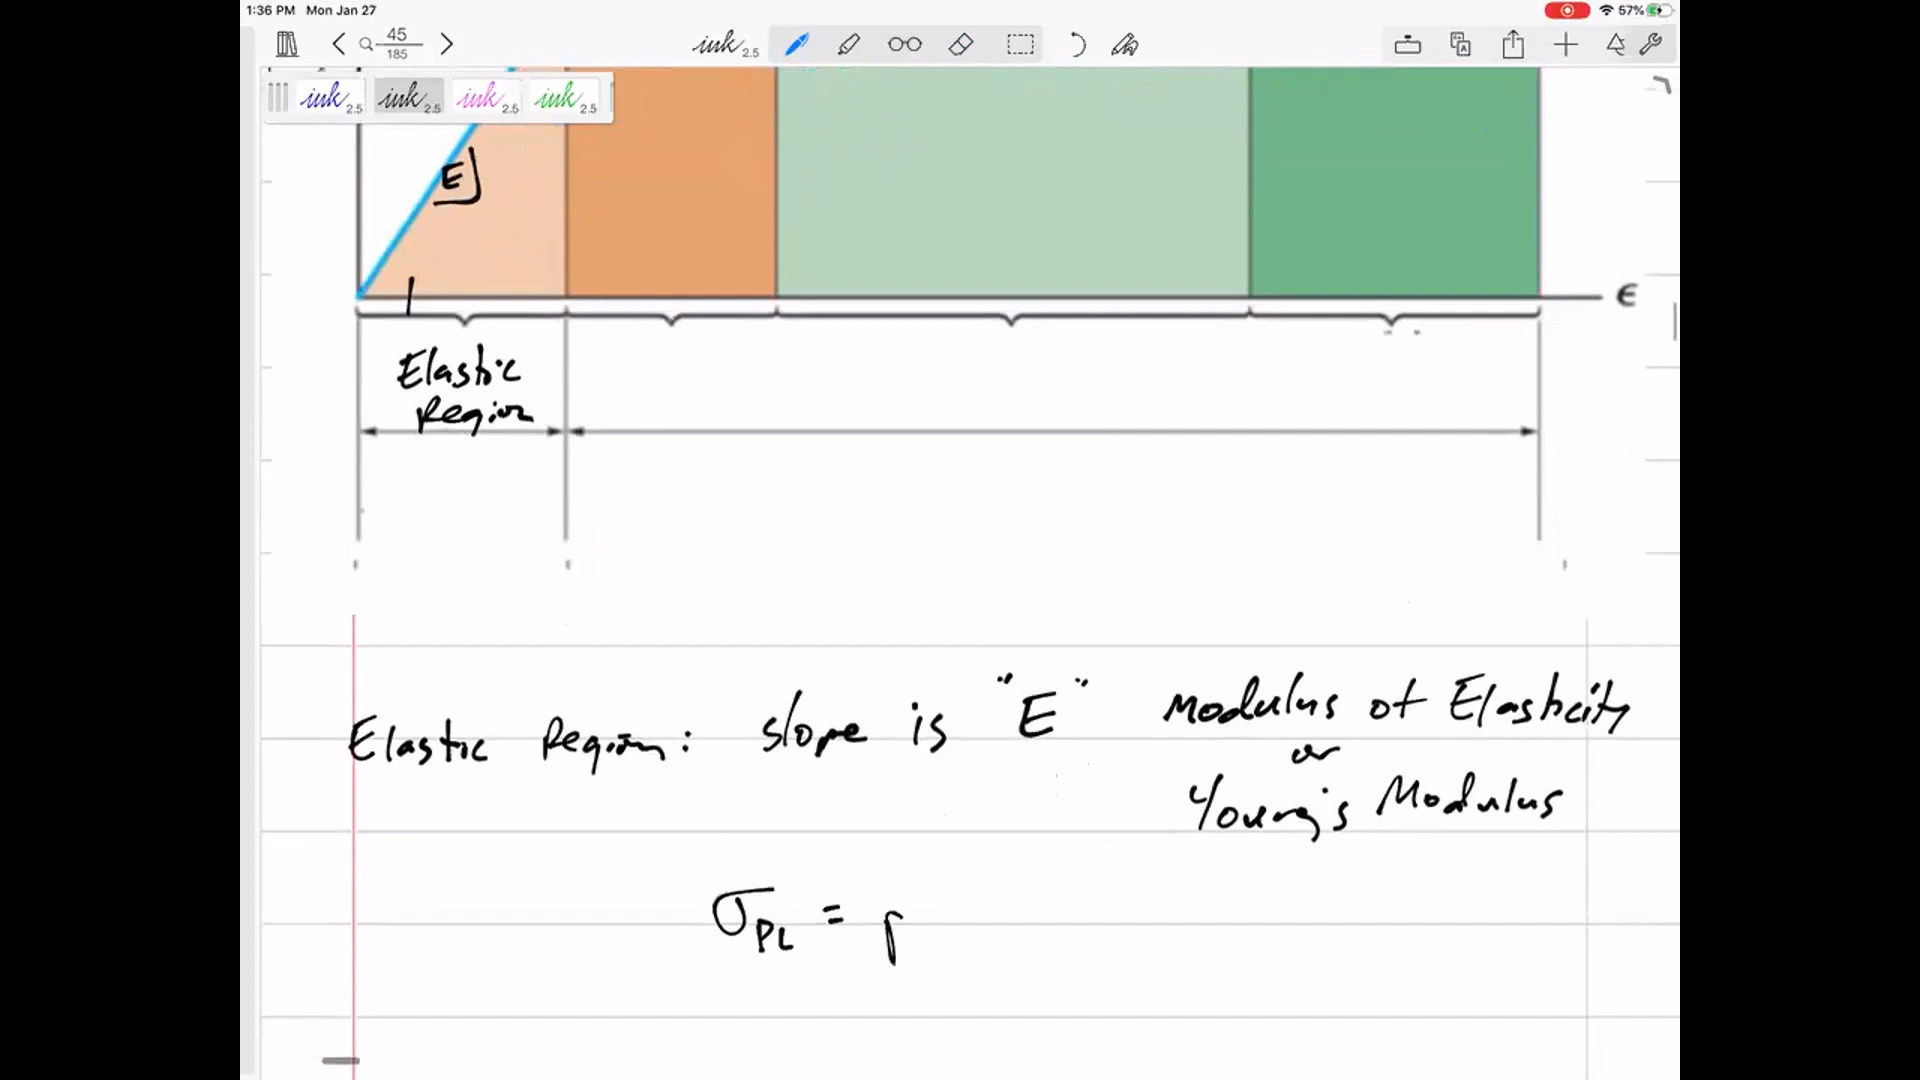 1:36 PM Mon Jan 27
57%
45
185
ink 2.5
ink 2.5
ink 2.5
ink 2.5
ink 2.5
E
ϵ
Elastic
Region
Elastic Region: slope is "E" Modulus of Elasticity
or
Young's Modulus
σPL = p